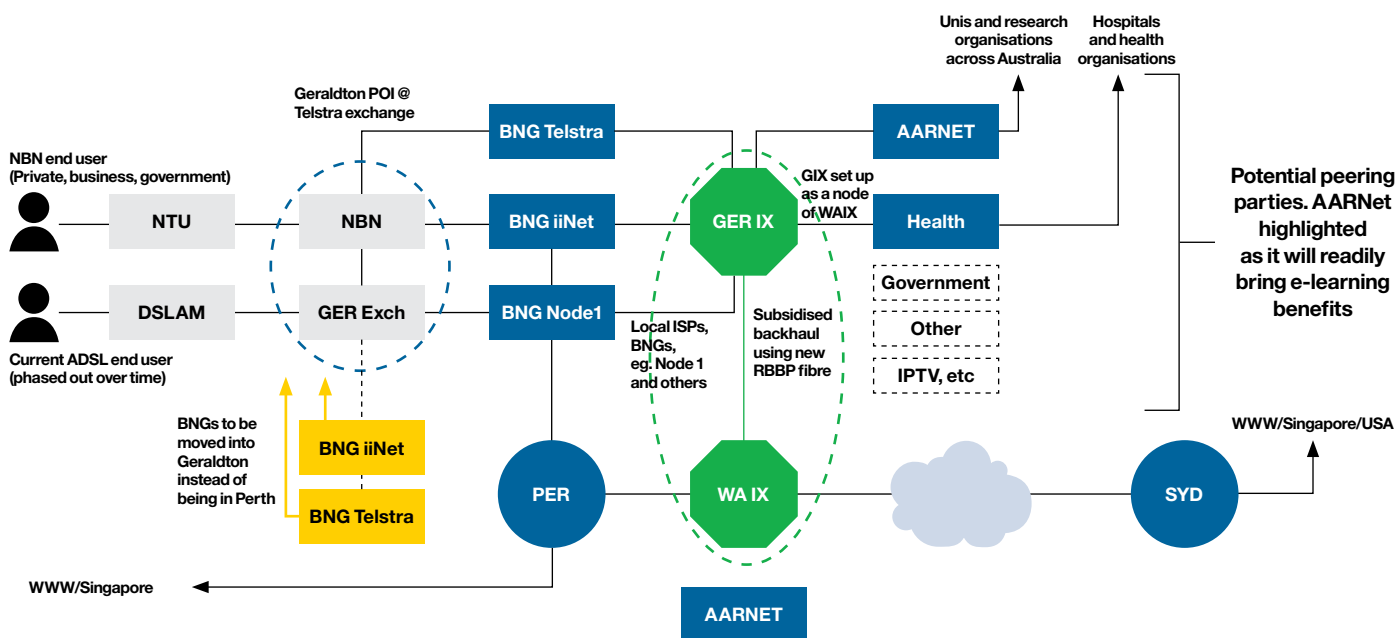 Unis and research
organisations
across Australia
Hospitals
and health
organisations
Geraldton POI @
Telstra exchange
BNG Telstra
AARNET
NBN end user
(Private, business, government)
NTU
NBN
BNG iiNet
GER IX
GIX set up
as a node
of WAIX
Health
Potential peering
parties. AARNet
highlighted
as it will readily
bring e-learning
benefits
Government
Other
IPTV, etc
DSLAM
GER Exch
BNG Node1
Current ADSL end user
(phased out over time)
Local ISPs,
BNGs,
eg. Node 1
and others
Subsidised
backhaul
using new
RBBP fibre
BNGs to be
moved into
Geraldton
instead of
being in Perth
BNG iiNet
BNG Telstra
PER
WA IX
SYD
WWW/Singapore/USA
WWW/Singapore
AARNET